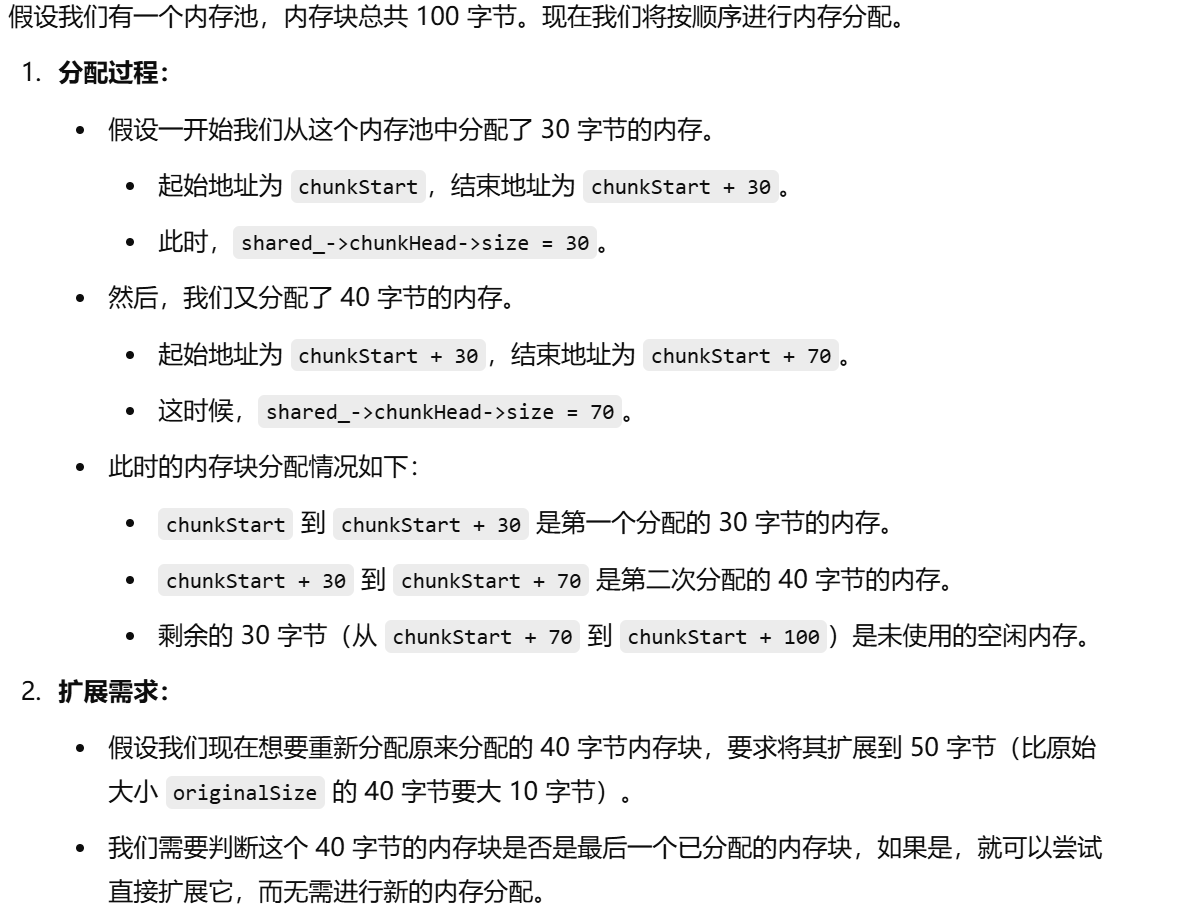 假设我们有一个内存池，内存块总共 100 字节。现在我们将按顺序进行内存分配。
1. 分配过程：
• 假设一开始我们从这个内存池中分配了 30 字节的内存。
• 起始地址为 chunkStart，结束地址为 chunkStart + 30。
• 此时，shared_->chunkHead->size = 30。
• 然后，我们又分配了 40 字节的内存。
• 起始地址为 chunkStart + 30，结束地址为 chunkStart + 70。
• 这时候，shared_->chunkHead->size = 70。
• 此时的内存块分配情况如下：
• chunkStart 到 chunkStart + 30 是第一个分配的 30 字节的内存。
• chunkStart + 30 到 chunkStart + 70 是第二次分配的 40 字节的内存。
• 剩余的 30 字节（从 chunkStart + 70 到 chunkStart + 100）是未使用的空闲内存。
2. 扩展需求：
• 假设我们现在想要重新分配原来分配的 40 字节内存块，要求将其扩展到 50 字节（比原始
大小 originalSize 的 40 字节要大 10 字节）。
• 我们需要判断这个 40 字节的内存块是否是最后一个已分配的内存块，如果是，就可以尝试
直接扩展它，而无需进行新的内存分配。